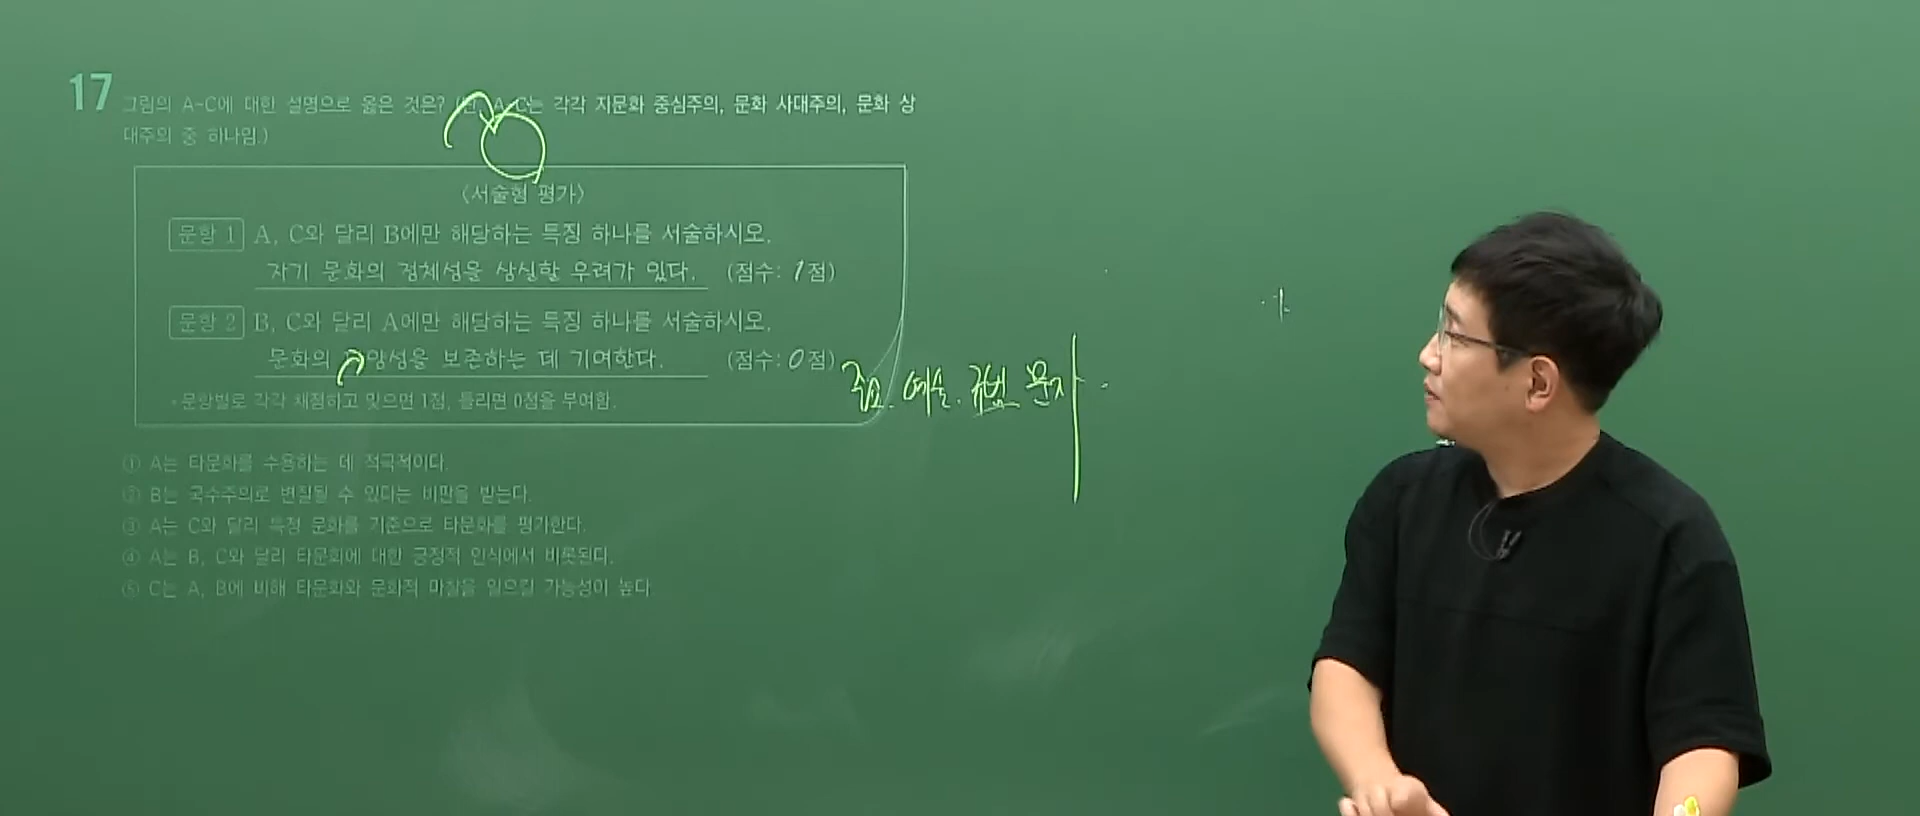 17 그림의 A~C에 대한 설명으로 옳은 것은? (단, A~C는 각각 자문화 중심주의, 문화 사대주의, 문화 상
대주의 중 하나임.)
<서술형 평가>
문항 1 A, C와 달리 B에만 해당하는 특징 하나를 서술하시오.
자기 문화의 정체성을 상실할 우려가 있다. (점수: 1점)
문항 2 B, C와 달리 A에만 해당하는 특징 하나를 서술하시오.
문화의 다양성을 보존하는 데 기여한다. (점수: 0점)
* 문항별로 각각 채점하고 맞으면 1점, 틀리면 0점을 부여함.
예술. 규범 문자
① A는 타문화를 수용하는 데 적극적이다.
② B는 국수주의로 변질될 수 있다는 비판을 받는다.
③ A는 C와 달리 특정 문화를 기준으로 타문화를 평가한다.
④ A는 B, C와 달리 타문화에 대한 긍정적 인식에서 비롯된다.
⑤ C는 A, B에 비해 타문화와 문화적 마찰을 일으킬 가능성이 높다.